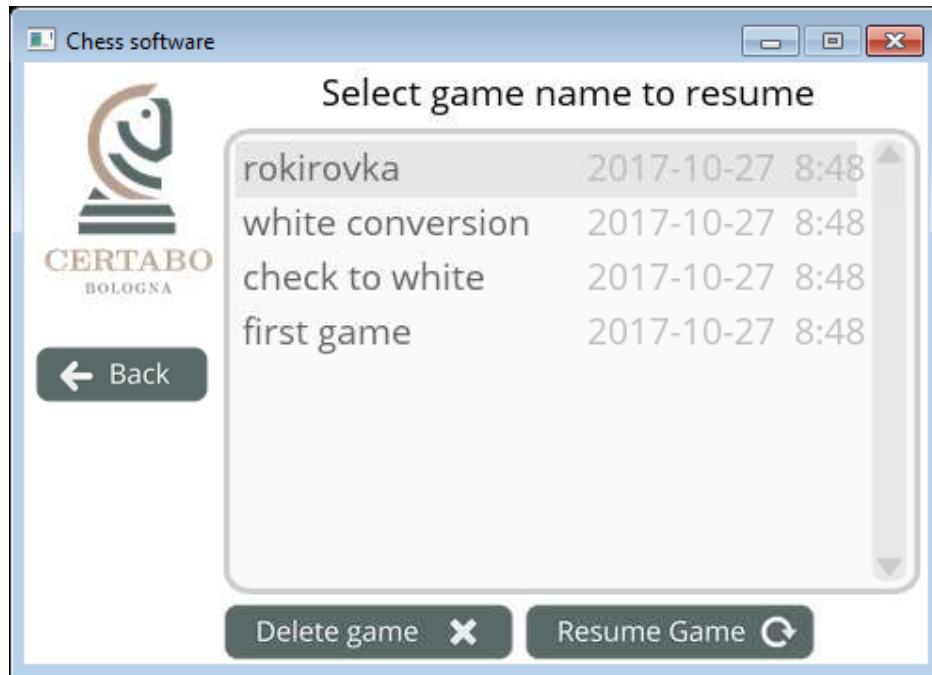 Chess software
Select game name to resume
CERTABO
BOLOGNA
Back
rokirovka 2017-10-27 8:48
white conversion 2017-10-27 8:48
check to white 2017-10-27 8:48
first game 2017-10-27 8:48
Delete game
Resume Game